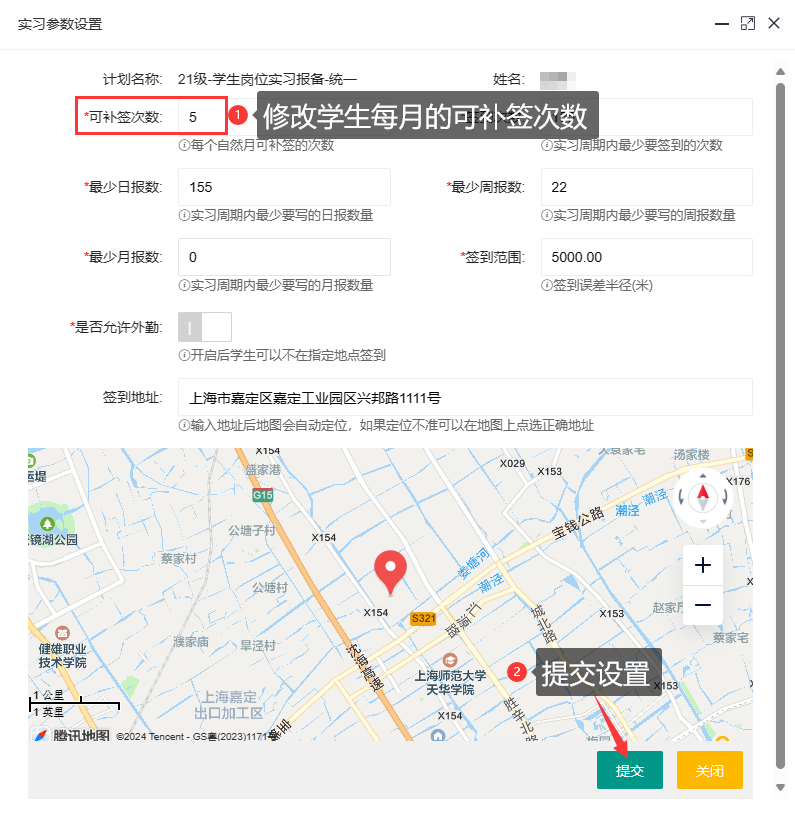 实习参数设置
计划名称: 21级-学生岗位实习报备-统一 姓名:
*可补签次数: 5 1 修改学生每月的可补签次数
每个自然月可补签的次数 实习周期内最少要签到的次数
*最少日报数: 155 *最少周报数: 22
实习周期内最少要写的日报数量 实习周期内最少要写的周报数量
*最少月报数: 0 *签到范围: 5000.00
实习周期内最少要写的月报数量 签到误差半径(米)
*是否允许外勤:
开启后学生可以不在指定地点签到
签到地址: 上海市嘉定区嘉定工业园区兴邦路1111号
输入地址后地图会自动定位，如果定位不准可以在地图上点选正确地址
X154 汤家楼
盛家港 X029 X153
运堤 G15 X176
潮泾 潮泾
宝钱公路
镜湖公园 公塘子村 X154
蔡家村 娄塘河 +
公塘村 潮泾
−
X154 S321 城北路 X153 赵家
濮家庙 旱泾村 蔡家宅
健雄职业
技术学院 沈海高速
上海师范大学
天华学院 2 提交设置
X153
1 公里 上海嘉定
出口加工区 胜辛北
1 英里 X154
腾讯地图 ©2024 Tencent - GS粤(2023)1171号
提交 关闭